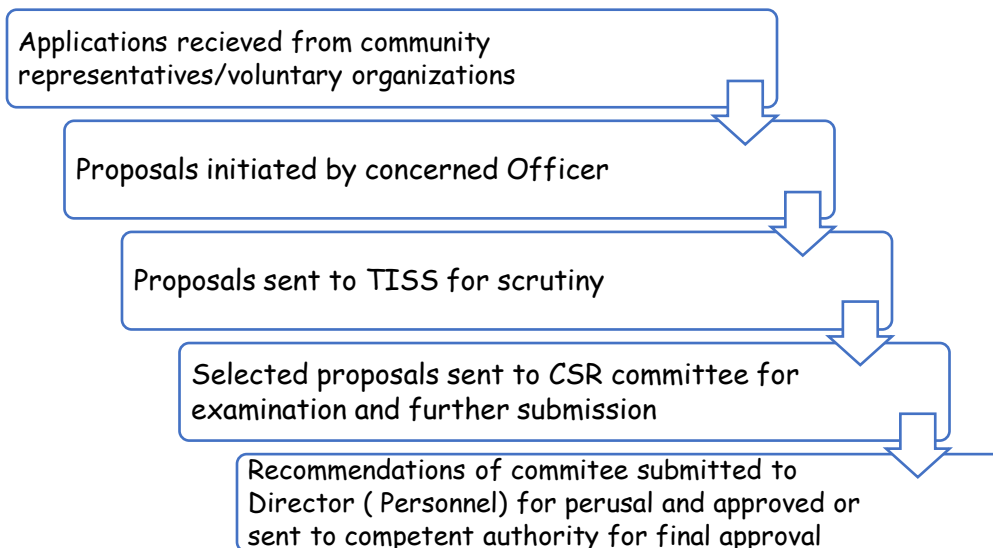 Applications recieved from community
representatives/voluntary organizations
Proposals initiated by concerned Officer
Proposals sent to TISS for scrutiny
Selected proposals sent to CSR committee for
examination and further submission
Recommendations of commitee submitted to
Director ( Personnel) for perusal and approved or
sent to competent authority for final approval